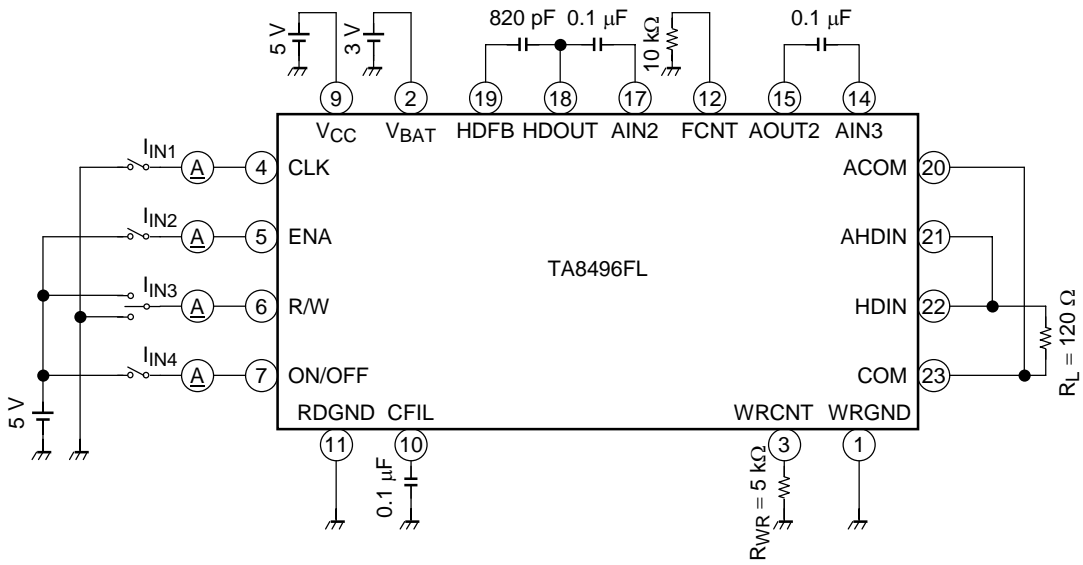 820 pF 0.1 μF 0.1 μF
5 V 3 V 10 kΩ
9 2 19 18 17 12 15 14
VCC VBAT HDFB HDOUT AIN2 FCNT AOUT2 AIN3
IIN1 A 4 CLK ACOM 20
IIN2 A 5 ENA AHDIN 21
TA8496FL
IIN3 A 6 R/W HDIN 22
IIN4 A 7 ON/OFF COM 23
RL = 120 Ω
5 V
RDGND CFIL WRCNT WRGND
11 10 3 1
0.1 μF RWR = 5 kΩ